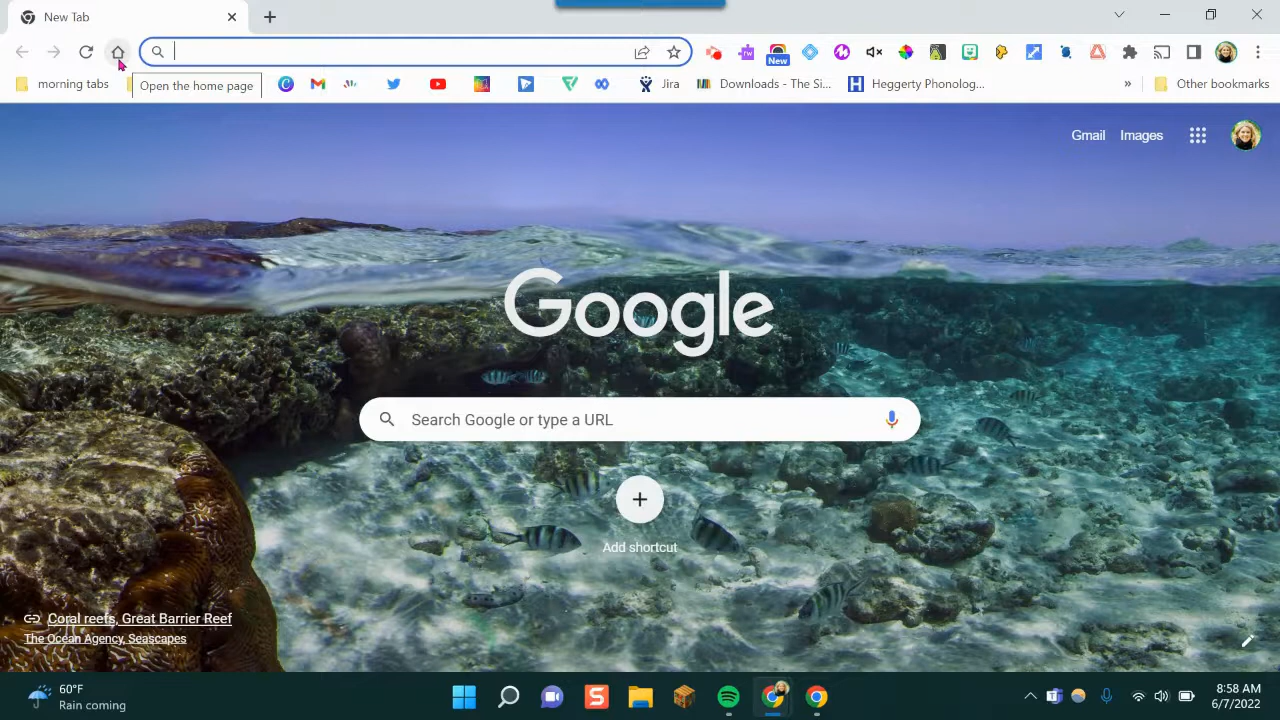 New Tab
New
morning tabs
Open the home page
Jira
Downloads - The Si...
Heggerty Phonolog...
»
Other bookmarks
Gmail
Images
Google
Search Google or type a URL
Add shortcut
Coral reefs, Great Barrier Reef
The Ocean Agency, Seascapes
60°F
Rain coming
8:58 AM
6/7/2022